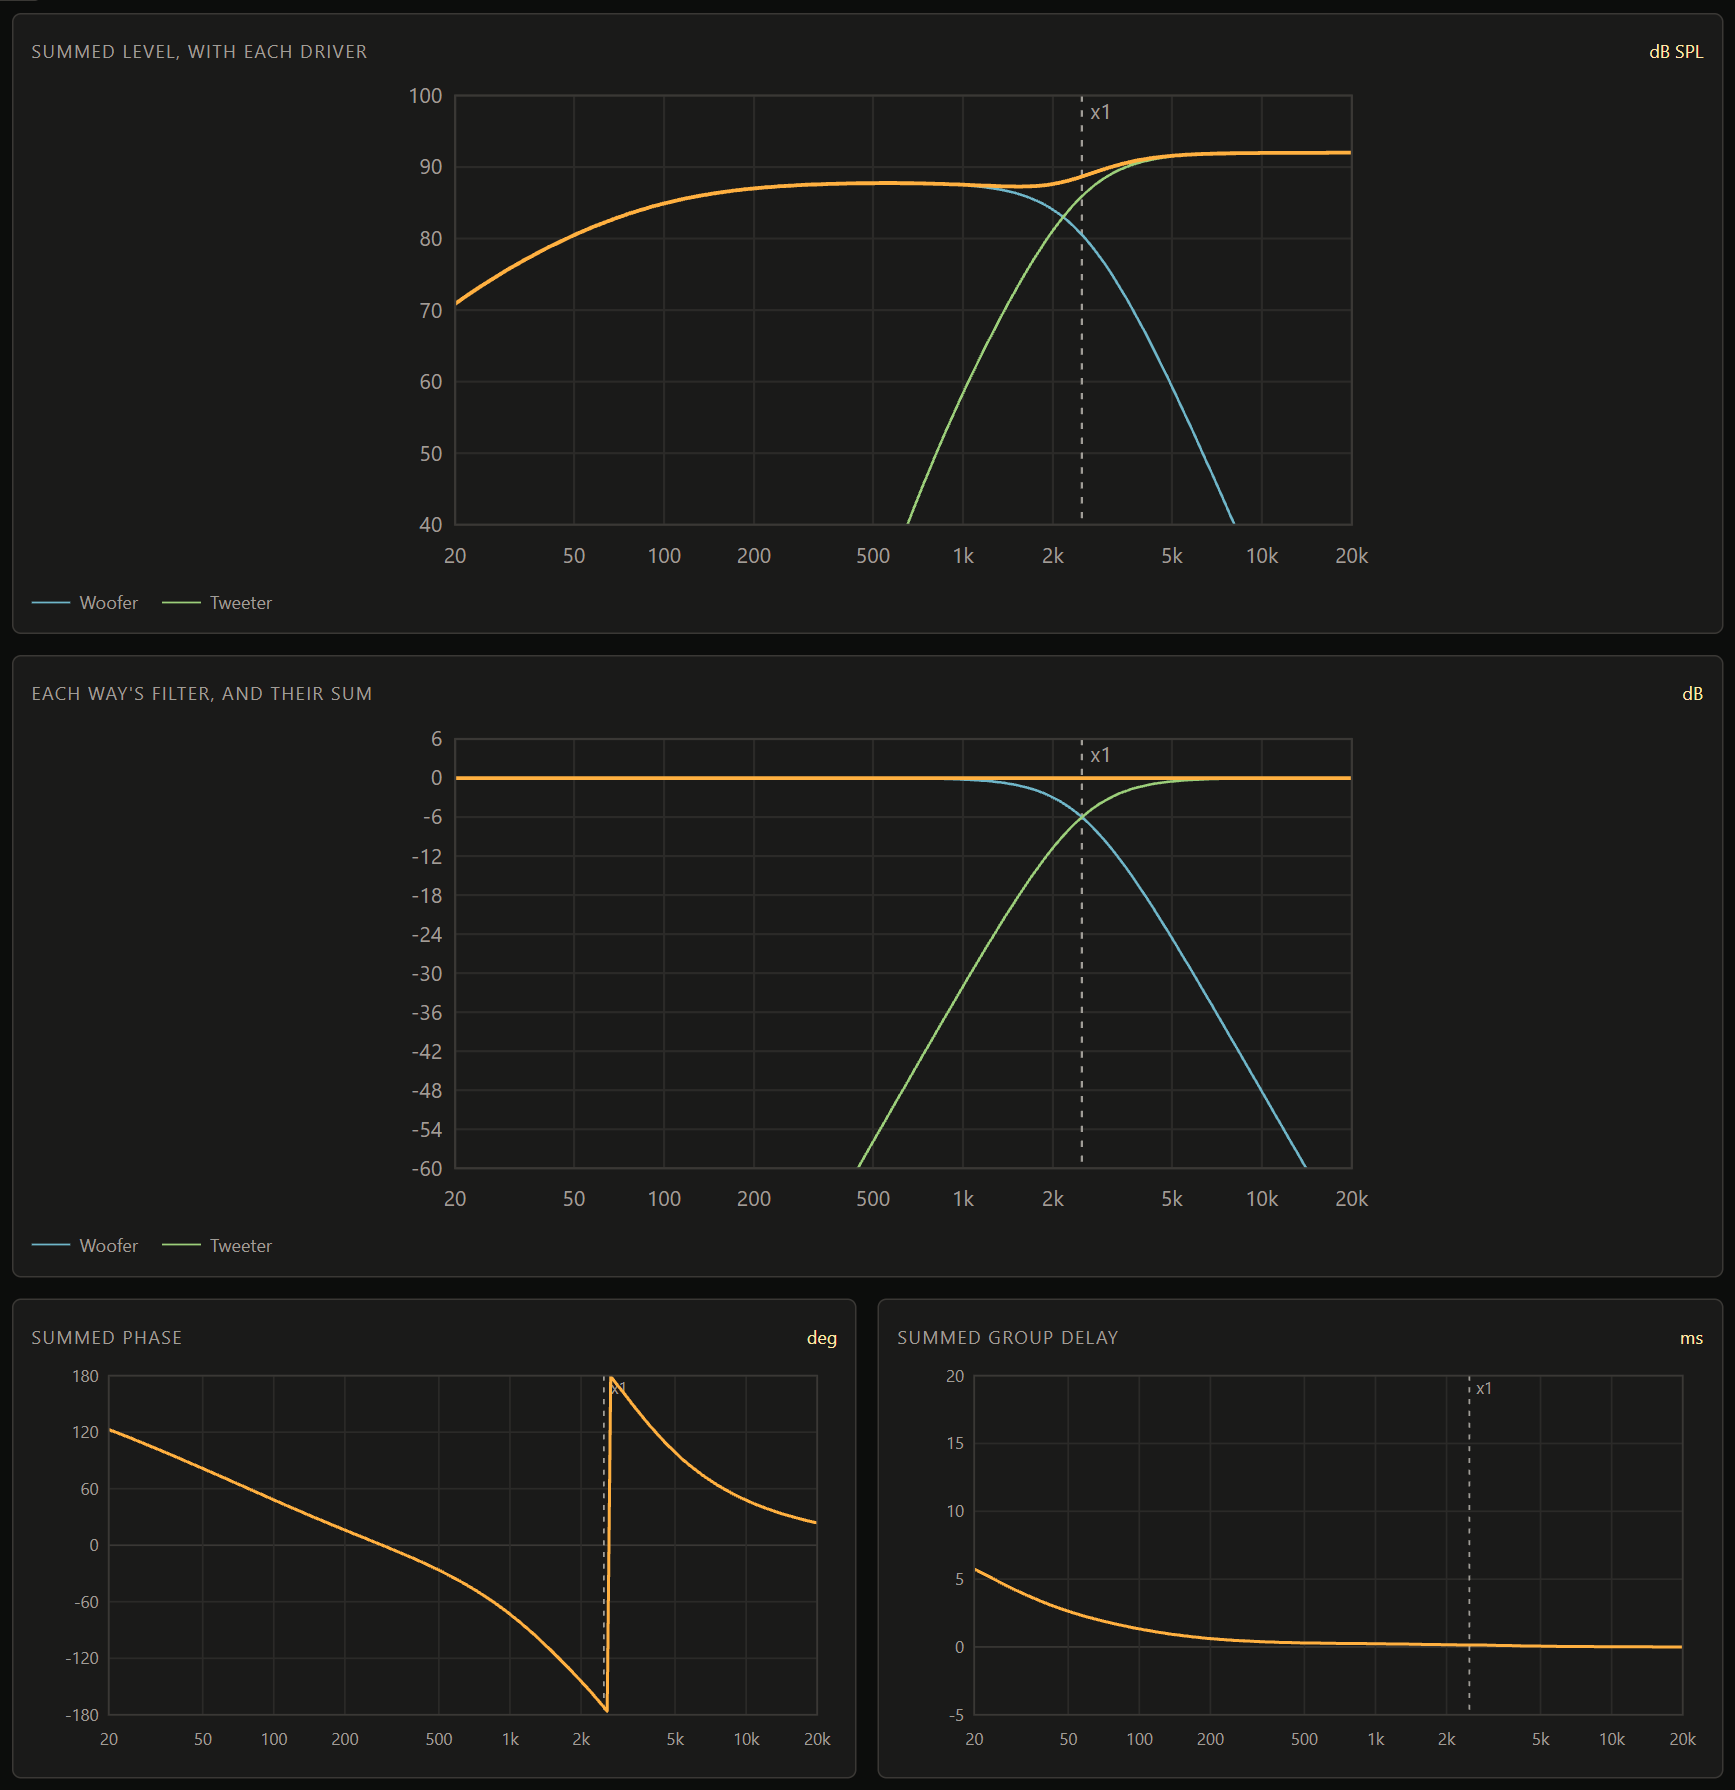 SUMMED LEVEL, WITH EACH DRIVER dB SPL
100
x1
90
80
70
60
50
40
20 50 100 200 500 1k 2k 5k 10k 20k
Woofer Tweeter
EACH WAY'S FILTER, AND THEIR SUM dB
6
x1
0
-6
-12
-18
-24
-30
-36
-42
-48
-54
-60
20 50 100 200 500 1k 2k 5k 10k 20k
Woofer Tweeter
SUMMED PHASE deg
180
x1
120
60
0
-60
-120
-180
20 50 100 200 500 1k 2k 5k 10k 20k
SUMMED GROUP DELAY ms
20
x1
15
10
5
0
-5
20 50 100 200 500 1k 2k 5k 10k 20k